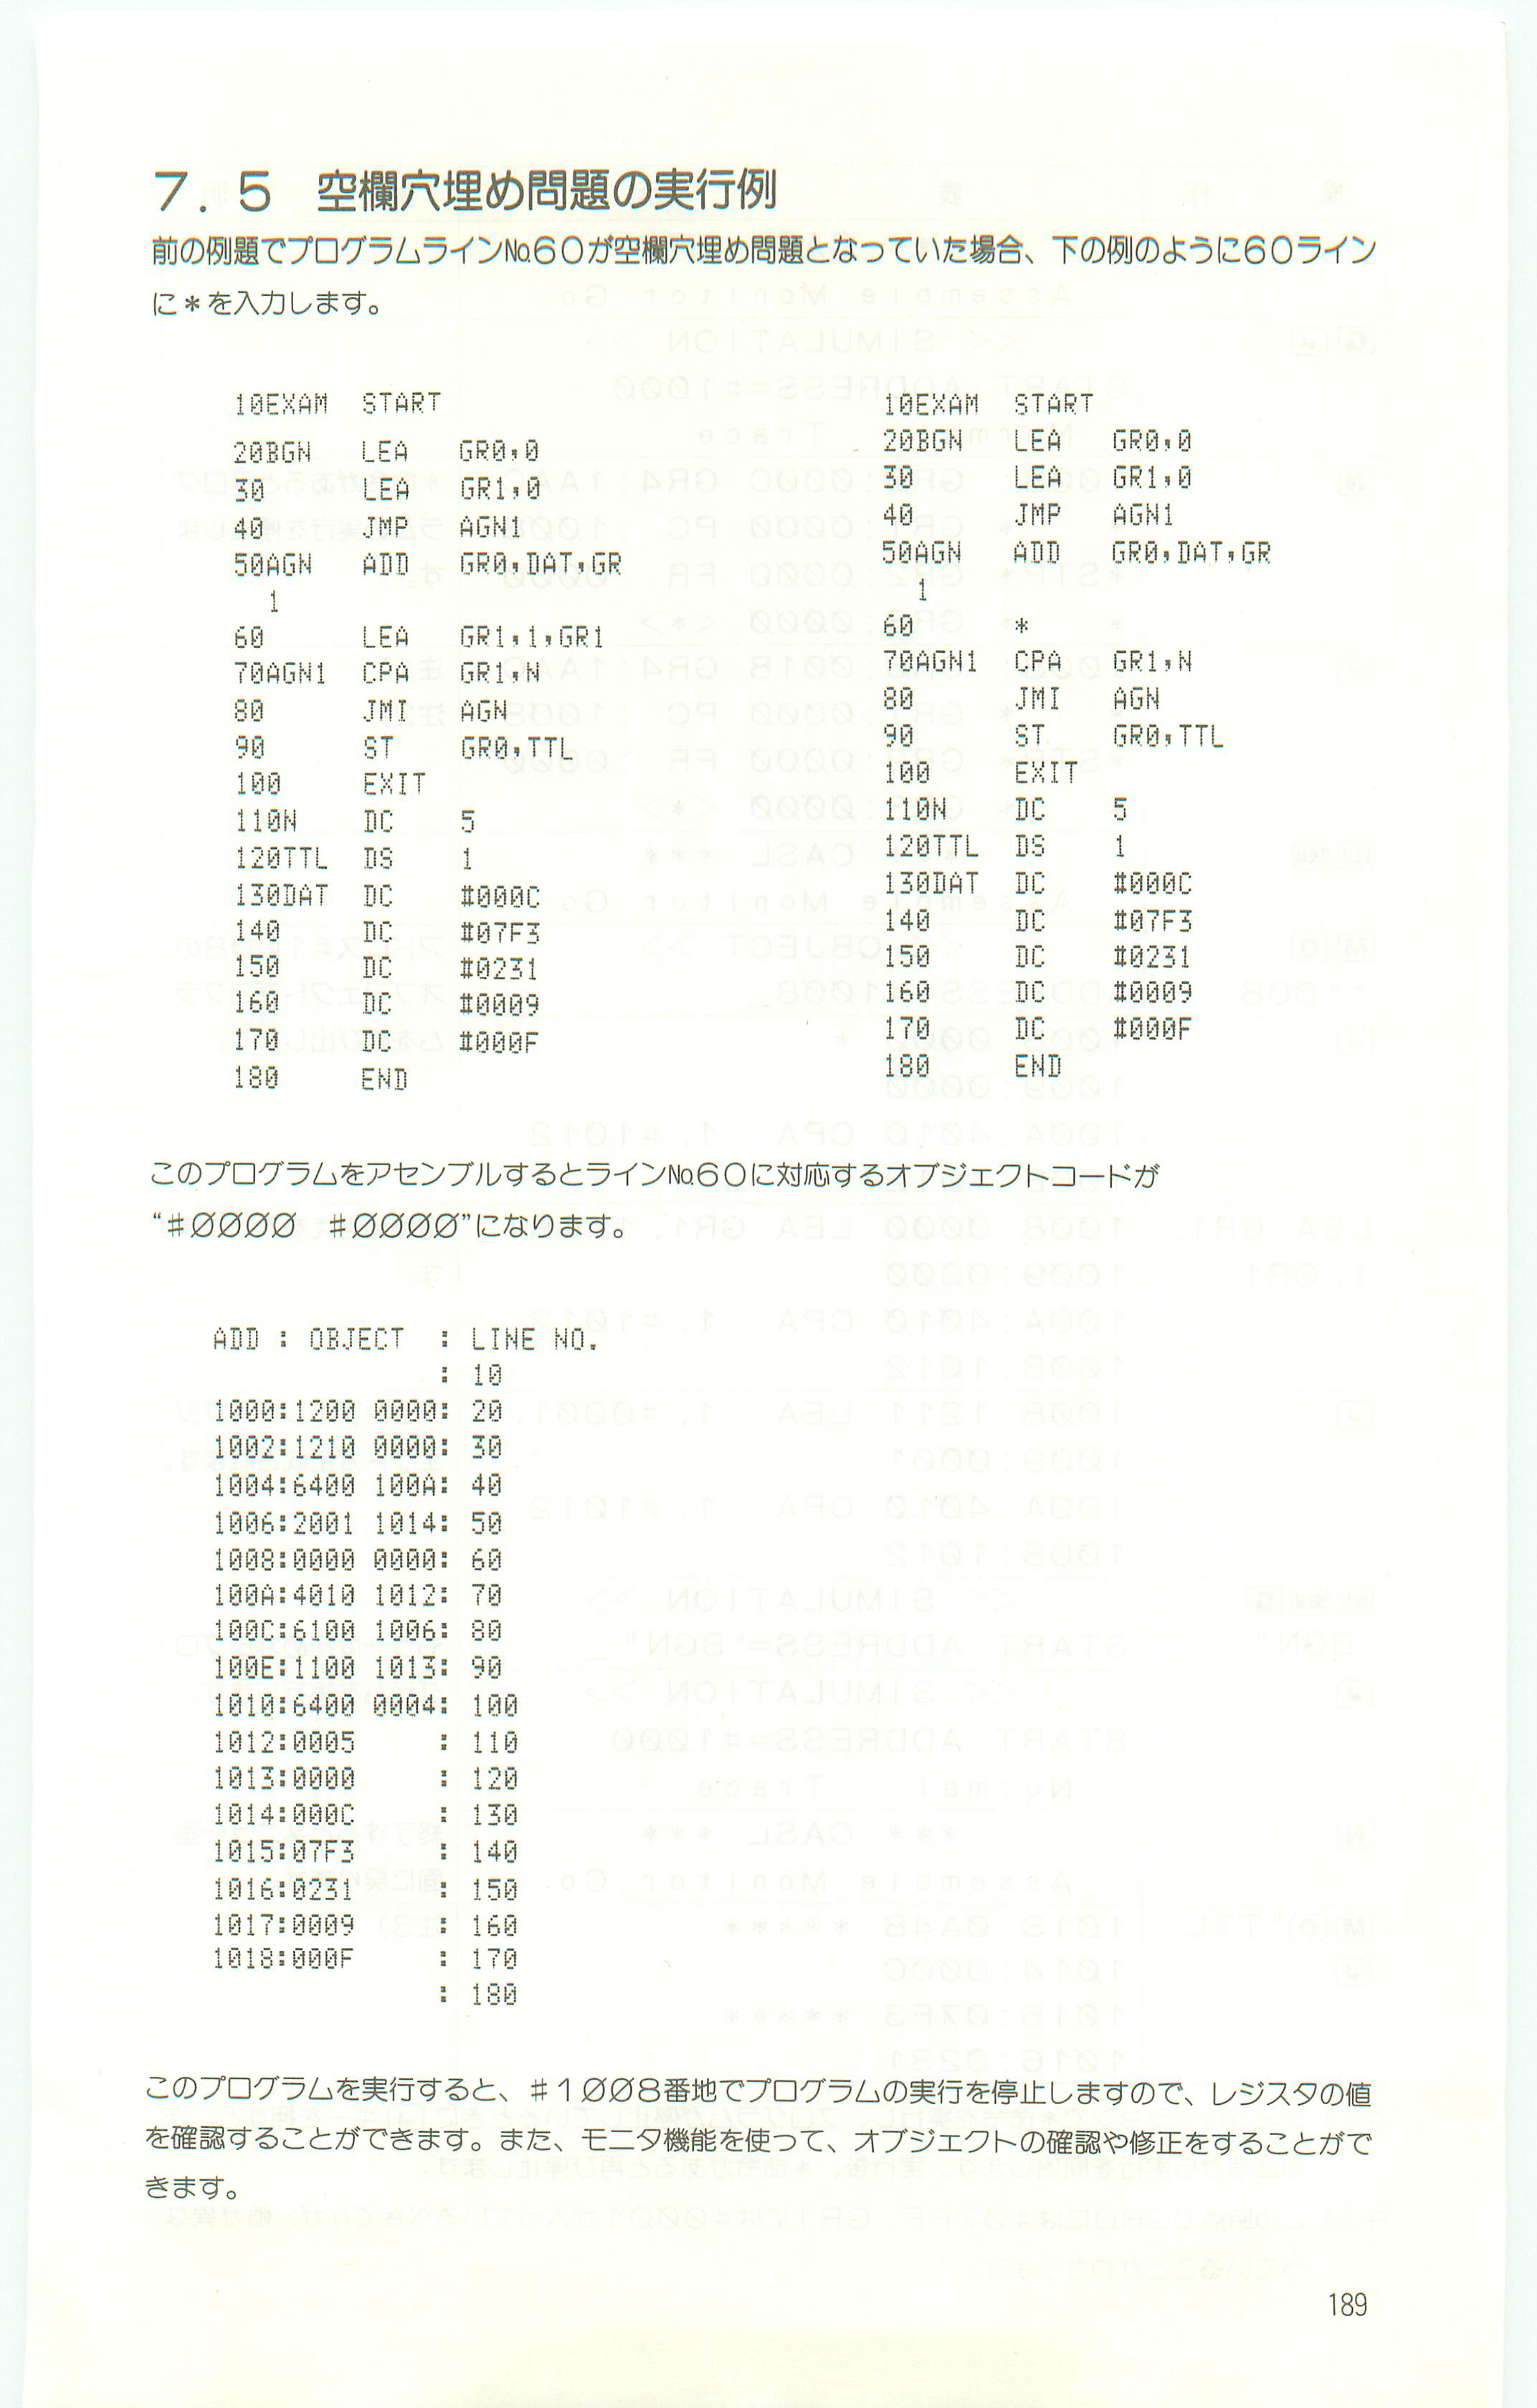 ７．５　空欄穴埋め問題の実行例
前の例題でプログラムラインNo.６０が空欄穴埋め問題となっていた場合、下の例のように６０ライン
に＊を入力します。
10EXAM  START
20BGN   LEA   GR0,0
30      LEA   GR1,0
40      JMP   AGN1
50AGN   ADD   GR0,DAT,GR
1
60      LEA   GR1,1,GR1
70AGN1  CPA   GR1,N
80      JMI   AGN
90      ST    GR0,TTL
100     EXIT
110N    DC    5
120TTL  DS    1
130DAT  DC    #000C
140     DC    #07F3
150     DC    #0231
160     DC    #0009
170     DC    #000F
180     END
10EXAM  START
20BGN   LEA   GR0,0
30      LEA   GR1,0
40      JMP   AGN1
50AGN   ADD   GR0,DAT,GR
1
60      *
70AGN1  CPA   GR1,N
80      JMI   AGN
90      ST    GR0,TTL
100     EXIT
110N    DC    5
120TTL  DS    1
130DAT  DC    #000C
140     DC    #07F3
150     DC    #0231
160     DC    #0009
170     DC    #000F
180     END
このプログラムをアセンブルするとラインNo.６０に対応するオブジェクトコードが
“＃００００　＃００００”になります。
ADD : OBJECT  : LINE NO.
: 10
1000:1200 0000: 20
1002:1210 0000: 30
1004:6400 100A: 40
1006:2001 1014: 50
1008:0000 0000: 60
100A:4010 1012: 70
100C:6100 1006: 80
100E:1100 1013: 90
1010:6400 0004: 100
1012:0005     : 110
1013:0000     : 120
1014:000C     : 130
1015:07F3     : 140
1016:0231     : 150
1017:0009     : 160
1018:000F     : 170
: 180
このプログラムを実行すると、＃１００８番地でプログラムの実行を停止しますので、レジスタの値
を確認することができます。また、モニタ機能を使って、オブジェクトの確認や修正をすることがで
きます。
189